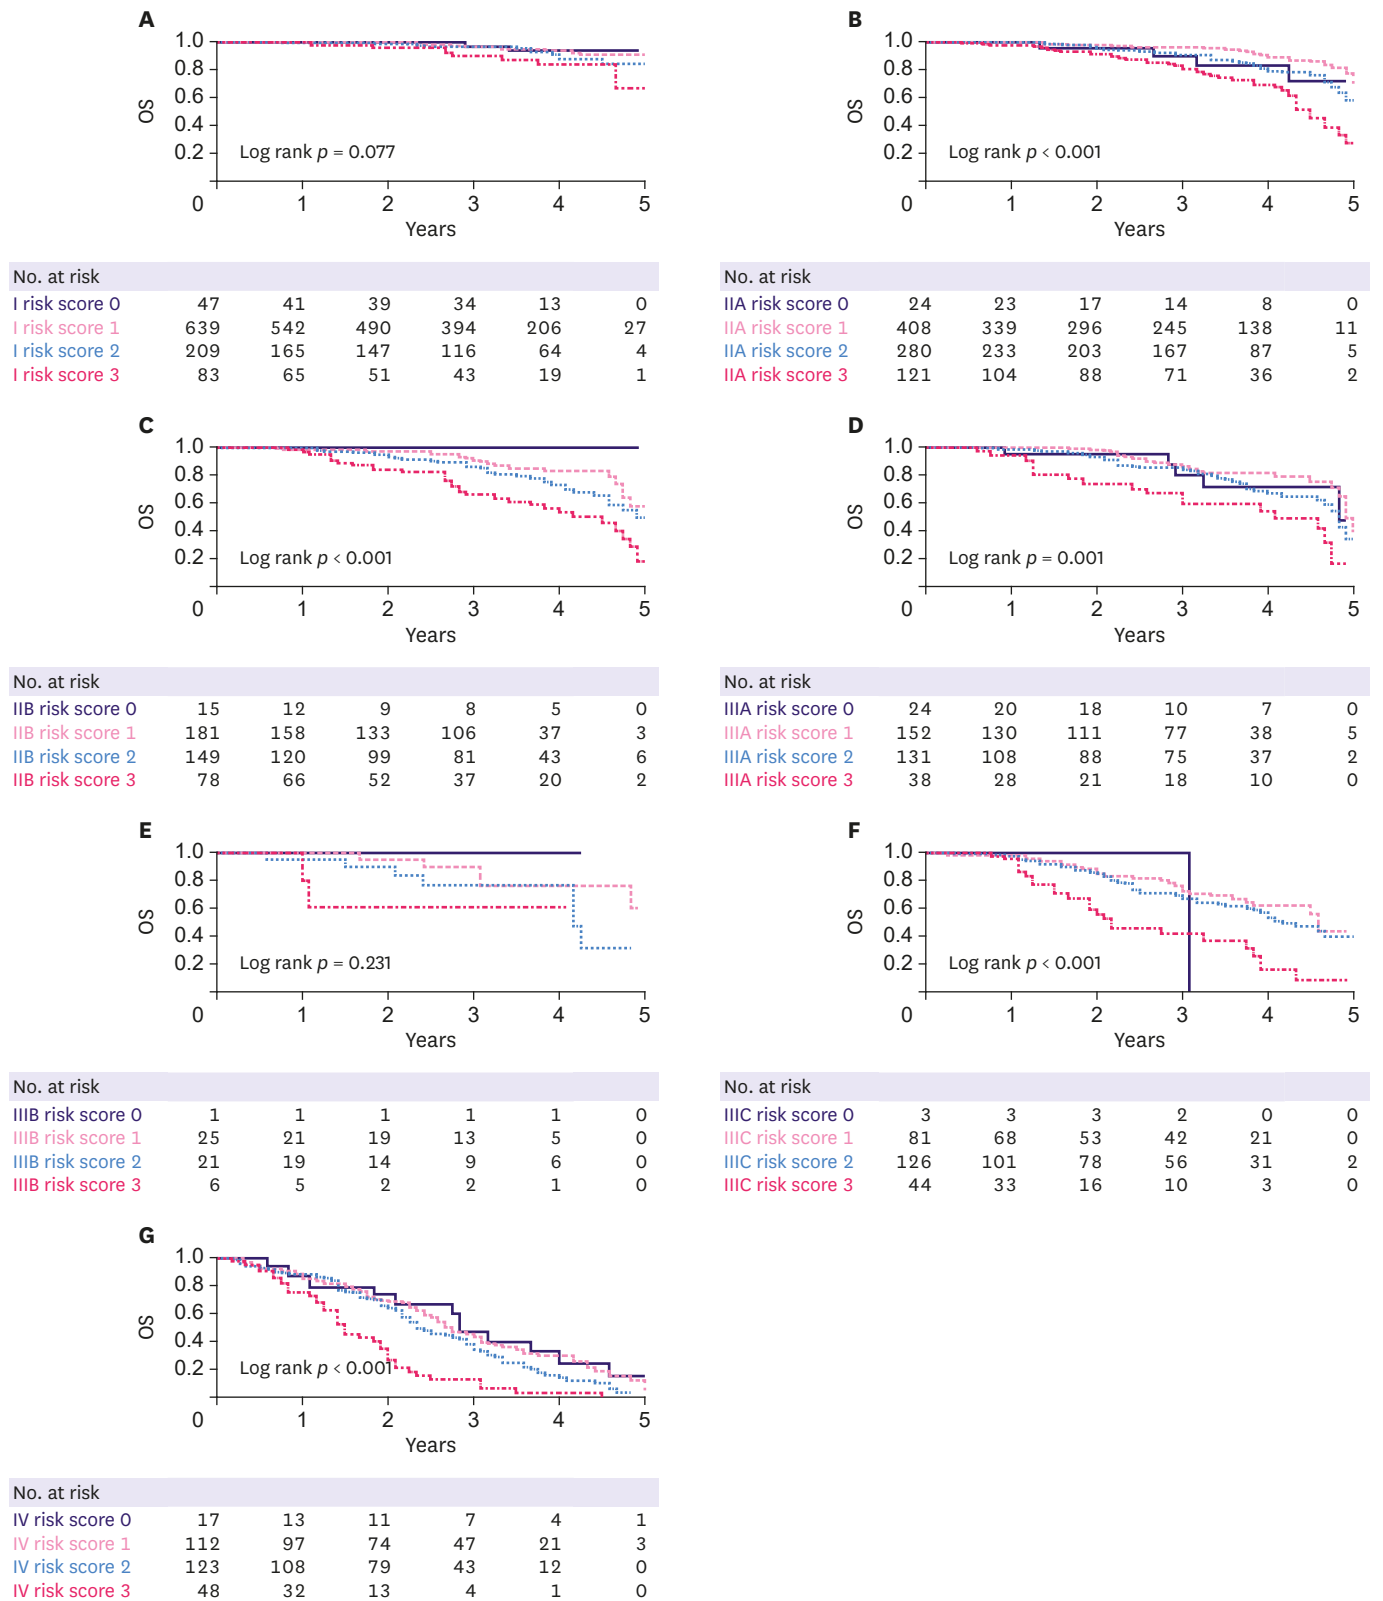 A
1.0
0.8
0.6
0.4
0.2
OS
Log rank p = 0.077
0 1 2 3 4 5
Years
No. at risk
I risk score 0 47 41 39 34 13 0
I risk score 1 639 542 490 394 206 27
I risk score 2 209 165 147 116 64 4
I risk score 3 83 65 51 43 19 1
B
1.0
0.8
0.6
0.4
0.2
OS
Log rank p < 0.001
0 1 2 3 4 5
Years
No. at risk
IIA risk score 0 24 23 17 14 8 0
IIA risk score 1 408 339 296 245 138 11
IIA risk score 2 280 233 203 167 87 5
IIA risk score 3 121 104 88 71 36 2
C
1.0
0.8
0.6
0.4
0.2
OS
Log rank p < 0.001
0 1 2 3 4 5
Years
No. at risk
IIB risk score 0 15 12 9 8 5 0
IIB risk score 1 181 158 133 106 37 3
IIB risk score 2 149 120 99 81 43 6
IIB risk score 3 78 66 52 37 20 2
D
1.0
0.8
0.6
0.4
0.2
OS
Log rank p = 0.001
0 1 2 3 4 5
Years
No. at risk
IIIA risk score 0 24 20 18 10 7 0
IIIA risk score 1 152 130 111 77 38 5
IIIA risk score 2 131 108 88 75 37 2
IIIA risk score 3 38 28 21 18 10 0
E
1.0
0.8
0.6
0.4
0.2
OS
Log rank p = 0.231
0 1 2 3 4 5
Years
No. at risk
IIIB risk score 0 1 1 1 1 1 0
IIIB risk score 1 25 21 19 13 5 0
IIIB risk score 2 21 19 14 9 6 0
IIIB risk score 3 6 5 2 2 1 0
F
1.0
0.8
0.6
0.4
0.2
OS
Log rank p < 0.001
0 1 2 3 4 5
Years
No. at risk
IIIC risk score 0 3 3 3 2 0 0
IIIC risk score 1 81 68 53 42 21 0
IIIC risk score 2 126 101 78 56 31 2
IIIC risk score 3 44 33 16 10 3 0
G
1.0
0.8
0.6
0.4
0.2
OS
Log rank p < 0.001
0 1 2 3 4 5
Years
No. at risk
IV risk score 0 17 13 11 7 4 1
IV risk score 1 112 97 74 47 21 3
IV risk score 2 123 108 79 43 12 0
IV risk score 3 48 32 13 4 1 0